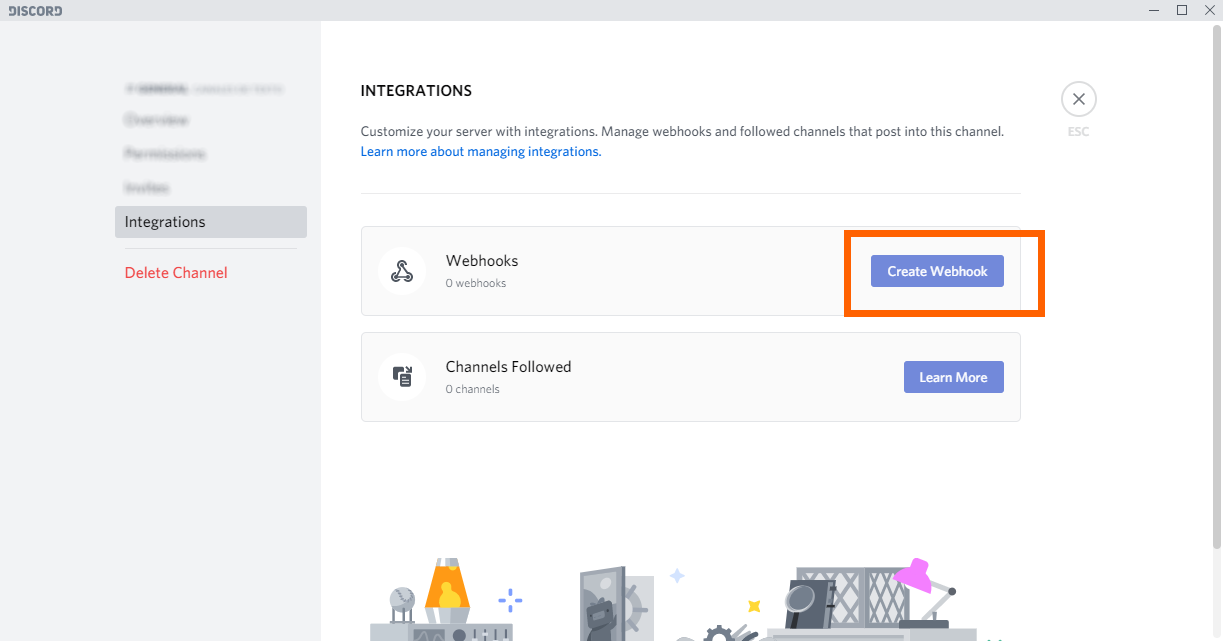 DISCORD
GENERAL
Overview
Permissions
Invites
Integrations
Delete Channel
INTEGRATIONS
Customize your server with integrations. Manage webhooks and followed channels that post into this channel.
Learn more about managing integrations.
ESC
Webhooks
0 webhooks
Create Webhook
Channels Followed
0 channels
Learn More